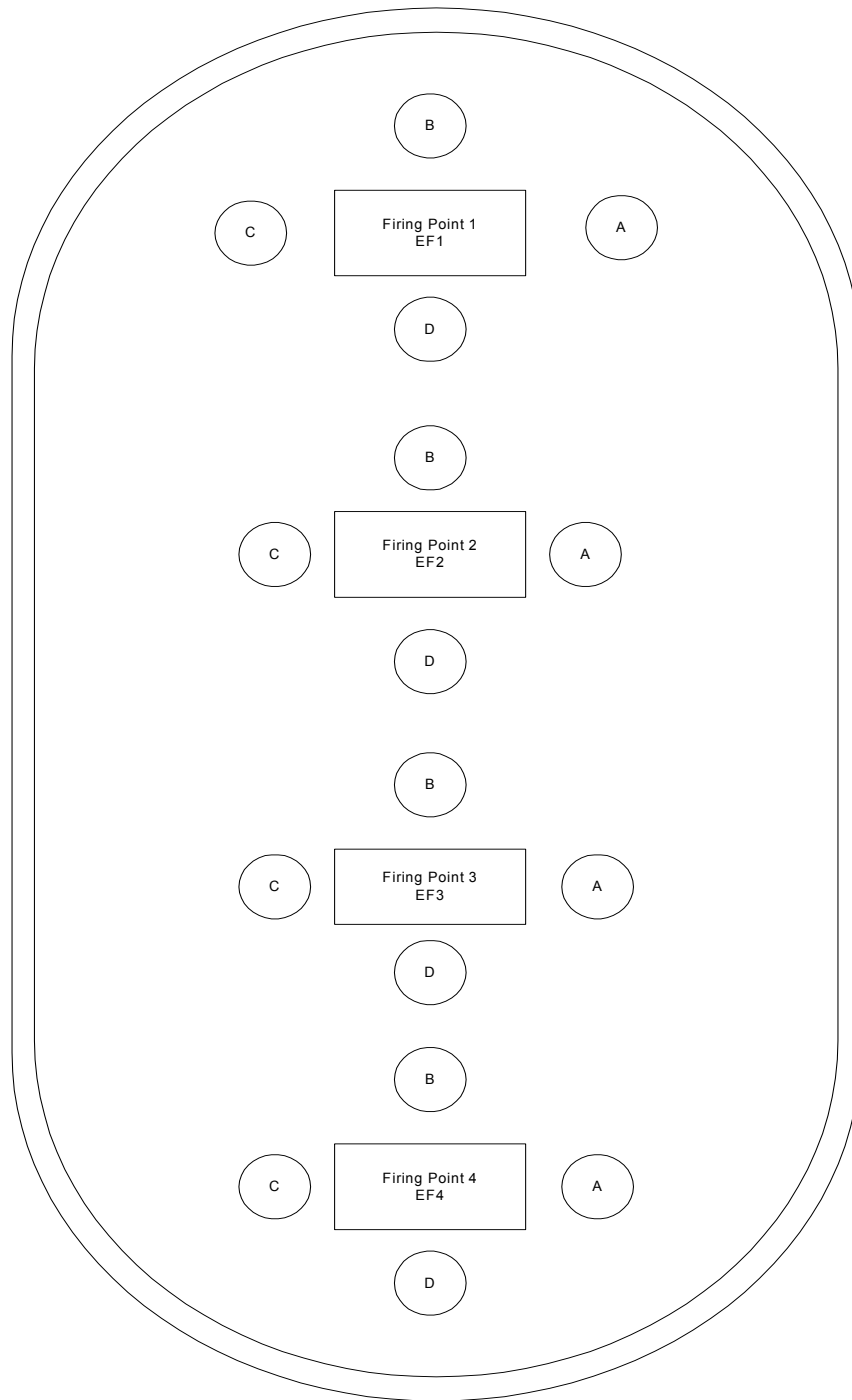 B
C
Firing Point 1
EF1
A
D
B
C
Firing Point 2
EF2
A
D
B
C
Firing Point 3
EF3
A
D
B
C
Firing Point 4
EF4
A
D